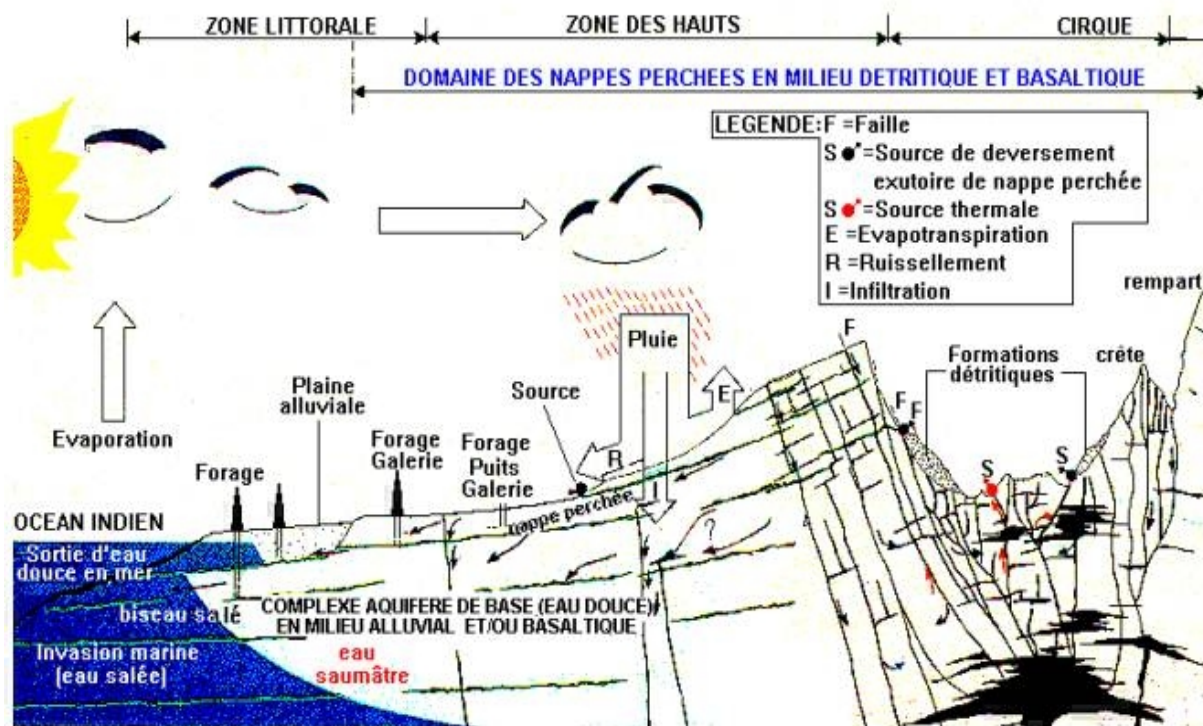 ZONE LITTORALE
ZONE DES HAUTS
CIRQUE
DOMAINE DES NAPPES PERCHEES EN MILIEU DETRITIQUE ET BASALTIQUE
LEGENDE: F =Faille
S =Source de deversement
exutoire de nappe perchée
S =Source thermale
E =Evapotranspiration
R =Ruissellement
I =Infiltration
rempart
Pluie
F
Formations
détritiques
crête
E
Source
Plaine
alluviale
F
F
Evaporation
Forage
Forage
Galerie
Forage
Puits
Galerie
R
S
S
nappe perchée
I
?
OCEAN INDIEN
Sortie d'eau
douce en mer
biseau salé
COMPLEXE AQUIFERE DE BASE (EAU DOUCE)
EN MILIEU ALLUVIAL ET/OU BASALTIQUE
Invasion marine
(eau salée)
eau
saumâtre